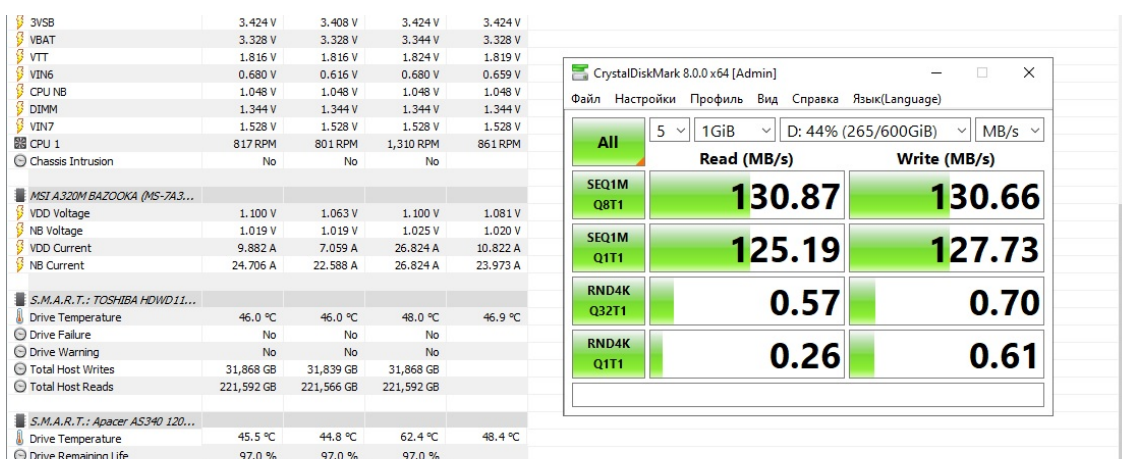 3VSB 3.424 V 3.408 V 3.424 V 3.424 V
VBAT 3.328 V 3.328 V 3.344 V 3.328 V
VTT 1.816 V 1.816 V 1.824 V 1.819 V
VIN6 0.680 V 0.616 V 0.680 V 0.659 V
CPU NB 1.048 V 1.048 V 1.048 V 1.048 V
DIMM 1.344 V 1.344 V 1.344 V 1.344 V
VIN7 1.528 V 1.528 V 1.528 V 1.528 V
CPU 1 817 RPM 801 RPM 1,310 RPM 861 RPM
Chassis Intrusion No No No
MSI A320M BAZOOKA (MS-7A3...
VDD Voltage 1.100 V 1.063 V 1.100 V 1.081 V
NB Voltage 1.019 V 1.019 V 1.025 V 1.020 V
VDD Current 9.882 A 7.059 A 26.824 A 10.822 A
NB Current 24.706 A 22.588 A 26.824 A 23.973 A
S.M.A.R.T.: TOSHIBA HDWD11...
Drive Temperature 46.0 °C 46.0 °C 48.0 °C 46.9 °C
Drive Failure No No No
Drive Warning No No No
Total Host Writes 31,868 GB 31,839 GB 31,868 GB
Total Host Reads 221,592 GB 221,566 GB 221,592 GB
S.M.A.R.T.: Apacer AS340 120...
Drive Temperature 45.5 °C 44.8 °C 62.4 °C 48.4 °C
Drive Remaining Life 97.0 % 97.0 % 97.0 %
CrystalDiskMark 8.0.0 x64 [Admin]
Файл Настройки Профиль Вид Справка Язык(Language)
All 5 1GiB D: 44% (265/600GiB) MB/s
Read (MB/s) Write (MB/s)
SEQ1M Q8T1 130.87 130.66
SEQ1M Q1T1 125.19 127.73
RND4K Q32T1 0.57 0.70
RND4K Q1T1 0.26 0.61